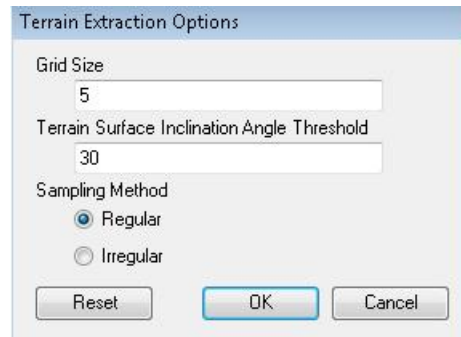 Terrain Extraction Options
Grid Size
5
Terrain Surface Inclination Angle Threshold
30
Sampling Method
Regular
Irregular
Reset OK Cancel